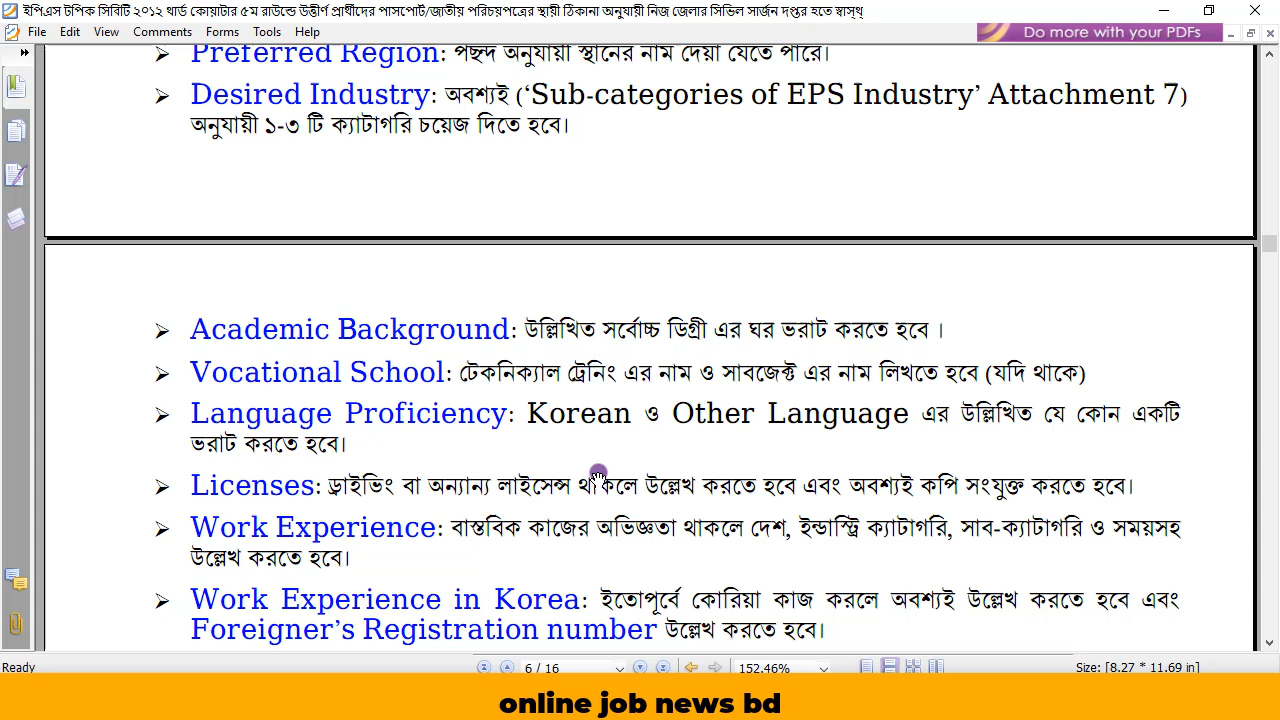 ইপিএস টপিক সিবিটি ২০১২ থার্ড কোয়াটার ৫ম রাউন্ডে উত্তীর্ণ প্রার্থীদের পাসপোর্ট/জাতীয় পরিচয়পত্রের স্থায়ী ঠিকানা অনুযায়ী নিজ জেলার সিভিল সার্জন দপ্তর হতে স্বাস্থ
File Edit View Comments Forms Tools Help
Do more with your PDFs
➢ Preferred Region: পছন্দ অনুযায়ী স্থানের নাম দেয়া যেতে পারে।
➢ Desired Industry: অবশ্যই (‘Sub-categories of EPS Industry’ Attachment 7)
অনুযায়ী ১-৩ টি ক্যাটাগরি চয়েজ দিতে হবে।
➢ Academic Background: উল্লিখিত সর্বোচ্চ ডিগ্রী এর ঘর ভরাট করতে হবে ।
➢ Vocational School: টেকনিক্যাল ট্রেনিং এর নাম ও সাবজেক্ট এর নাম লিখতে হবে (যদি থাকে)
➢ Language Proficiency: Korean ও Other Language এর উল্লিখিত যে কোন একটি
ভরাট করতে হবে।
➢ Licenses: ড্রাইভিং বা অন্যান্য লাইসেন্স থাকলে উল্লেখ করতে হবে এবং অবশ্যই কপি সংযুক্ত করতে হবে।
➢ Work Experience: বাস্তবিক কাজের অভিজ্ঞতা থাকলে দেশ, ইন্ডাস্ট্রি ক্যাটাগরি, সাব-ক্যাটাগরি ও সময়সহ
উল্লেখ করতে হবে।
➢ Work Experience in Korea: ইতোপূর্বে কোরিয়া কাজ করলে অবশ্যই উল্লেখ করতে হবে এবং
Foreigner’s Registration number উল্লেখ করতে হবে।
Ready 6 / 16 152.46% Size: [8.27 * 11.69 in]
online job news bd